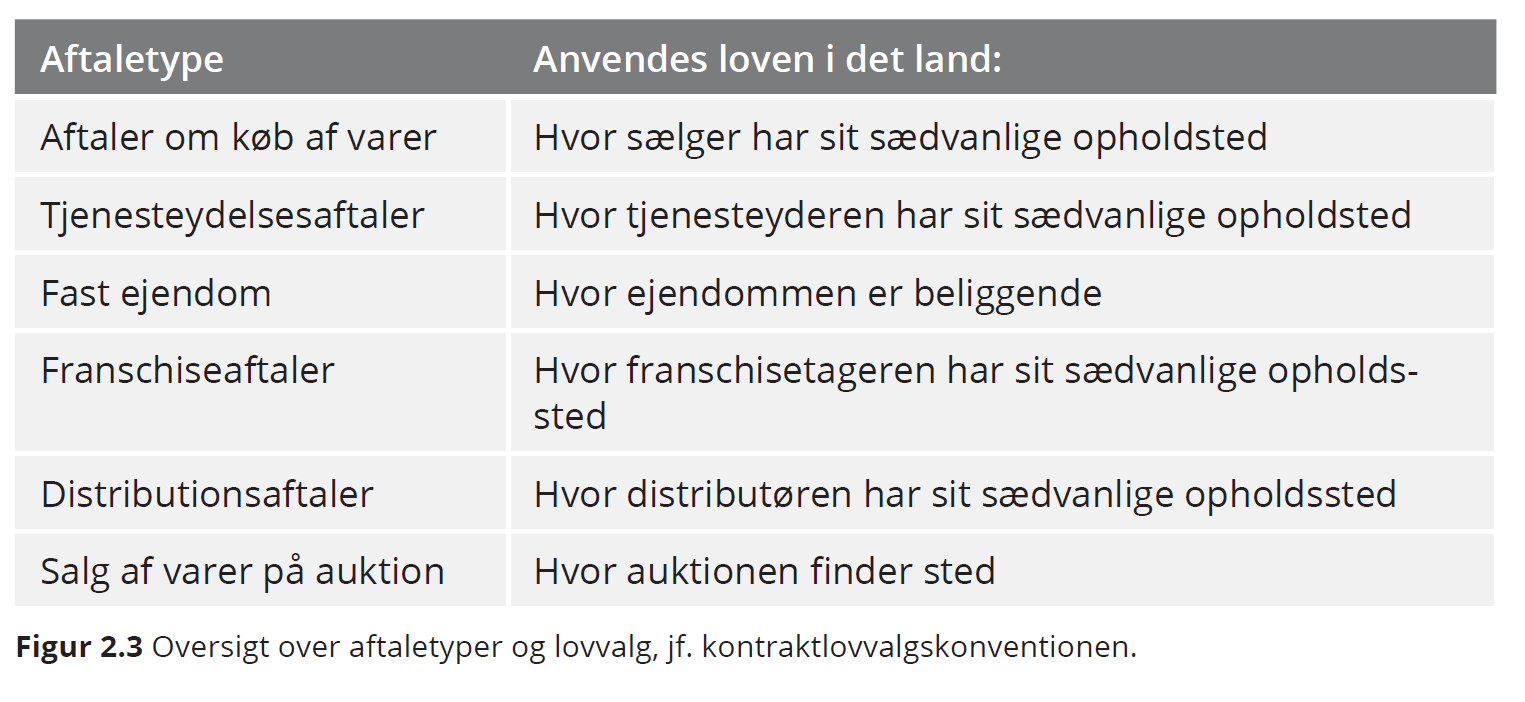 Aftaletype Anvendes loven i det land:
Aftaler om køb af varer Hvor sælger har sit sædvanlige opholdsted
Tjenesteydelsesaftaler Hvor tjenesteyderen har sit sædvanlige opholdsted
Fast ejendom Hvor ejendommen er beliggende
Franschiseaftaler Hvor franschisetageren har sit sædvanlige opholds-
sted
Distributionsaftaler Hvor distributøren har sit sædvanlige opholdssted
Salg af varer på auktion Hvor auktionen finder sted
Figur 2.3 Oversigt over aftaletyper og lovvalg, jf. kontraktlovvalgskonventionen.